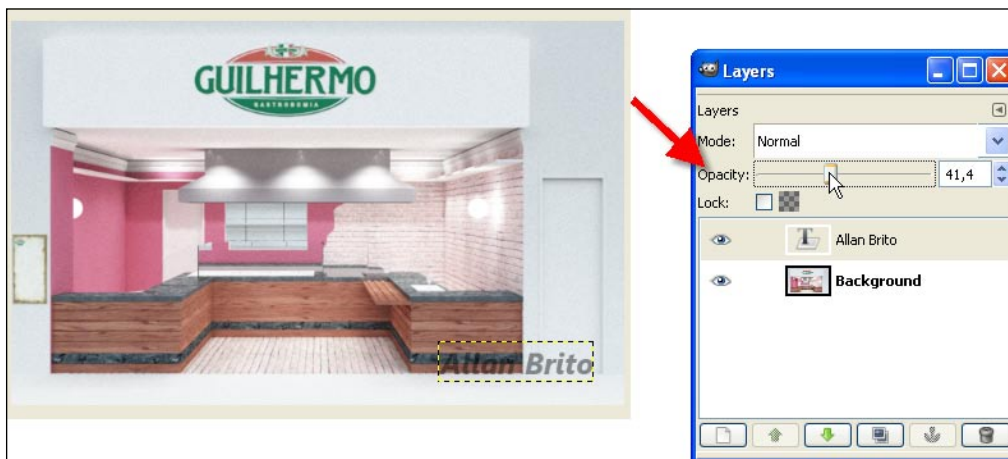 GUILHERMO
GASTRONOMIA
Allan Brito
Layers
Layers
Mode: Normal
Opacity: 41,4
Lock:
Allan Brito
Background